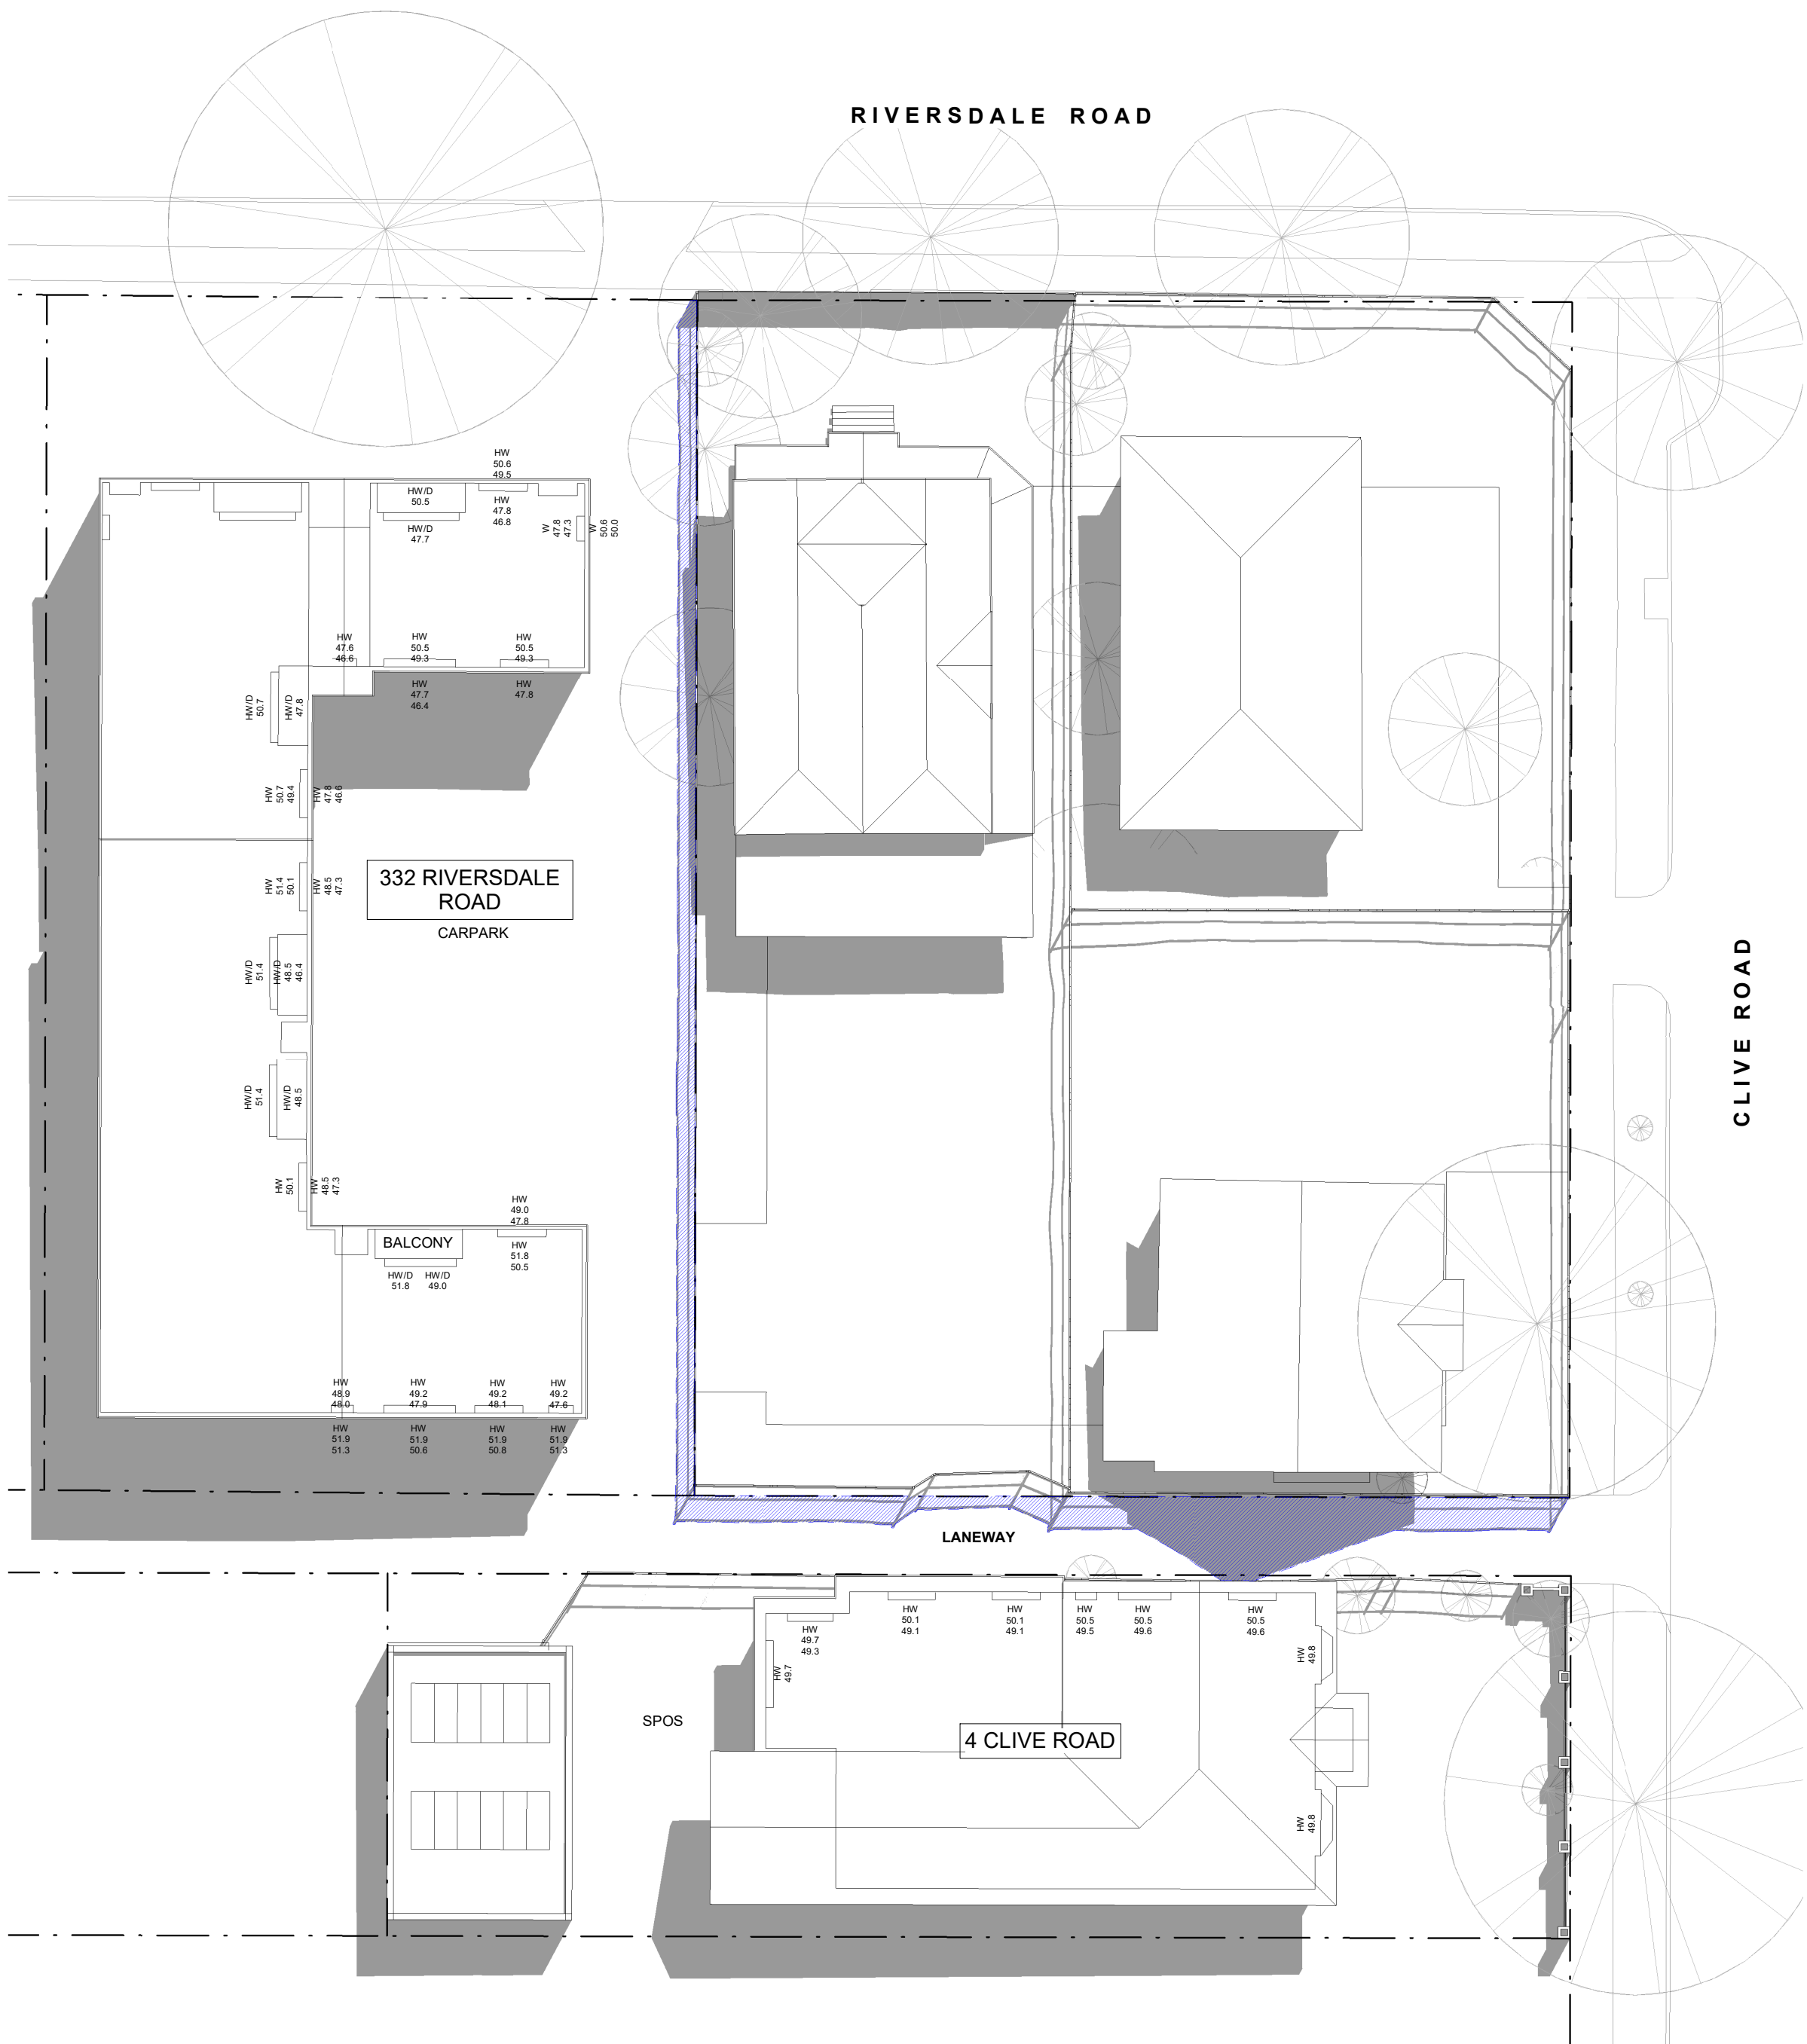 RIVERSDALE ROAD
HW
50.6
49.5
HW/D
50.5
HW
47.8
46.8
HW/D
47.7
W
47.8
47.3
W
50.6
50.0
HW
47.6
46.6
HW
50.5
49.3
HW
50.5
49.3
HW
47.7
46.4
HW
47.8
HW/D
50.7
HW/D
47.8
HW
50.7
49.4
HW
47.8
46.6
332 RIVERSDALE
ROAD
CARPARK
HW
51.4
50.1
HW
48.5
47.3
HW/D
51.4
HW/D
48.5
46.4
CLIVE ROAD
HW/D
51.4
HW/D
48.5
HW
50.1
HW
48.5
47.3
HW
49.0
47.8
BALCONY
HW
51.8
50.5
HW/D
51.8
HW/D
49.0
HW
48.9
48.0
HW
49.2
47.9
HW
49.2
48.1
HW
49.2
47.6
HW
51.9
51.3
HW
51.9
50.6
HW
51.9
50.8
HW
51.9
51.3
LANEWAY
HW
49.7
49.3
HW
50.1
49.1
HW
50.1
49.1
HW
50.5
49.5
HW
50.5
49.6
HW
50.5
49.6
HW
49.7
HW
49.8
SPOS
4 CLIVE ROAD
HW
49.8